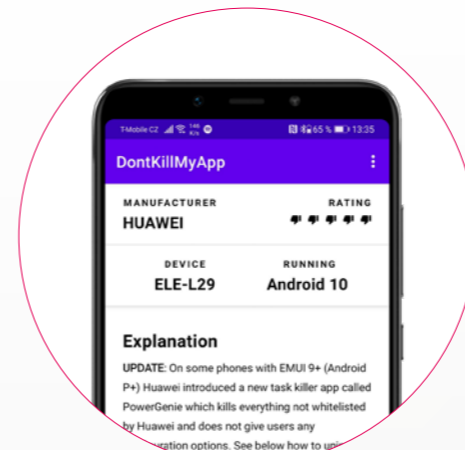 T-Mobile CZ 146 K/s 65 % 13:35
DontKillMyApp
MANUFACTURER RATING
HUAWEI
DEVICE RUNNING
ELE-L29 Android 10
Explanation
UPDATE: On some phones with EMUI 9+ (Android
P+) Huawei introduced a new task killer app called
PowerGenie which kills everything not whitelisted
by Huawei and does not give users any
options. See below how to